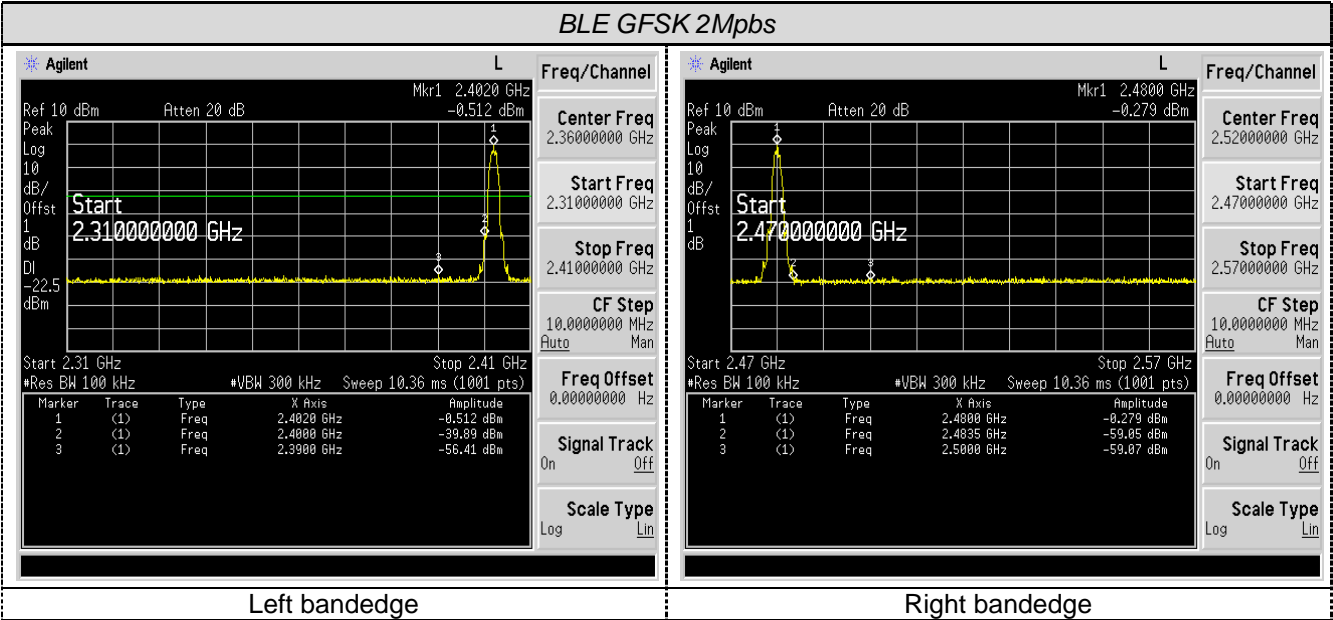 BLE GFSK 2Mpbs
Agilent L
Mkr1 2.4020 GHz
Ref 10 dBm Atten 20 dB -0.512 dBm
Peak
Log
10
dB/
Offst
1
dB
DI
-22.5
dBm
1
2
3
Start
2.310000000 GHz
Start 2.31 GHz Stop 2.41 GHz
#Res BW 100 kHz #VBW 300 kHz Sweep 10.36 ms (1001 pts)
Marker Trace Type X Axis Amplitude
1 (1) Freq 2.4020 GHz -0.512 dBm
2 (1) Freq 2.4000 GHz -39.89 dBm
3 (1) Freq 2.3900 GHz -56.41 dBm
Freq/Channel
Center Freq
2.36000000 GHz
Start Freq
2.31000000 GHz
Stop Freq
2.41000000 GHz
CF Step
10.0000000 MHz
Auto Man
Freq Offset
0.00000000 Hz
Signal Track
On Off
Scale Type
Log Lin
Left bandedge
Agilent L
Mkr1 2.4800 GHz
Ref 10 dBm Atten 20 dB -0.279 dBm
Peak
Log
10
dB/
Offst
1
dB
1
2
3
Start
2.470000000 GHz
Start 2.47 GHz Stop 2.57 GHz
#Res BW 100 kHz #VBW 300 kHz Sweep 10.36 ms (1001 pts)
Marker Trace Type X Axis Amplitude
1 (1) Freq 2.4800 GHz -0.279 dBm
2 (1) Freq 2.4835 GHz -59.05 dBm
3 (1) Freq 2.5000 GHz -59.07 dBm
Freq/Channel
Center Freq
2.52000000 GHz
Start Freq
2.47000000 GHz
Stop Freq
2.57000000 GHz
CF Step
10.0000000 MHz
Auto Man
Freq Offset
0.00000000 Hz
Signal Track
On Off
Scale Type
Log Lin
Right bandedge